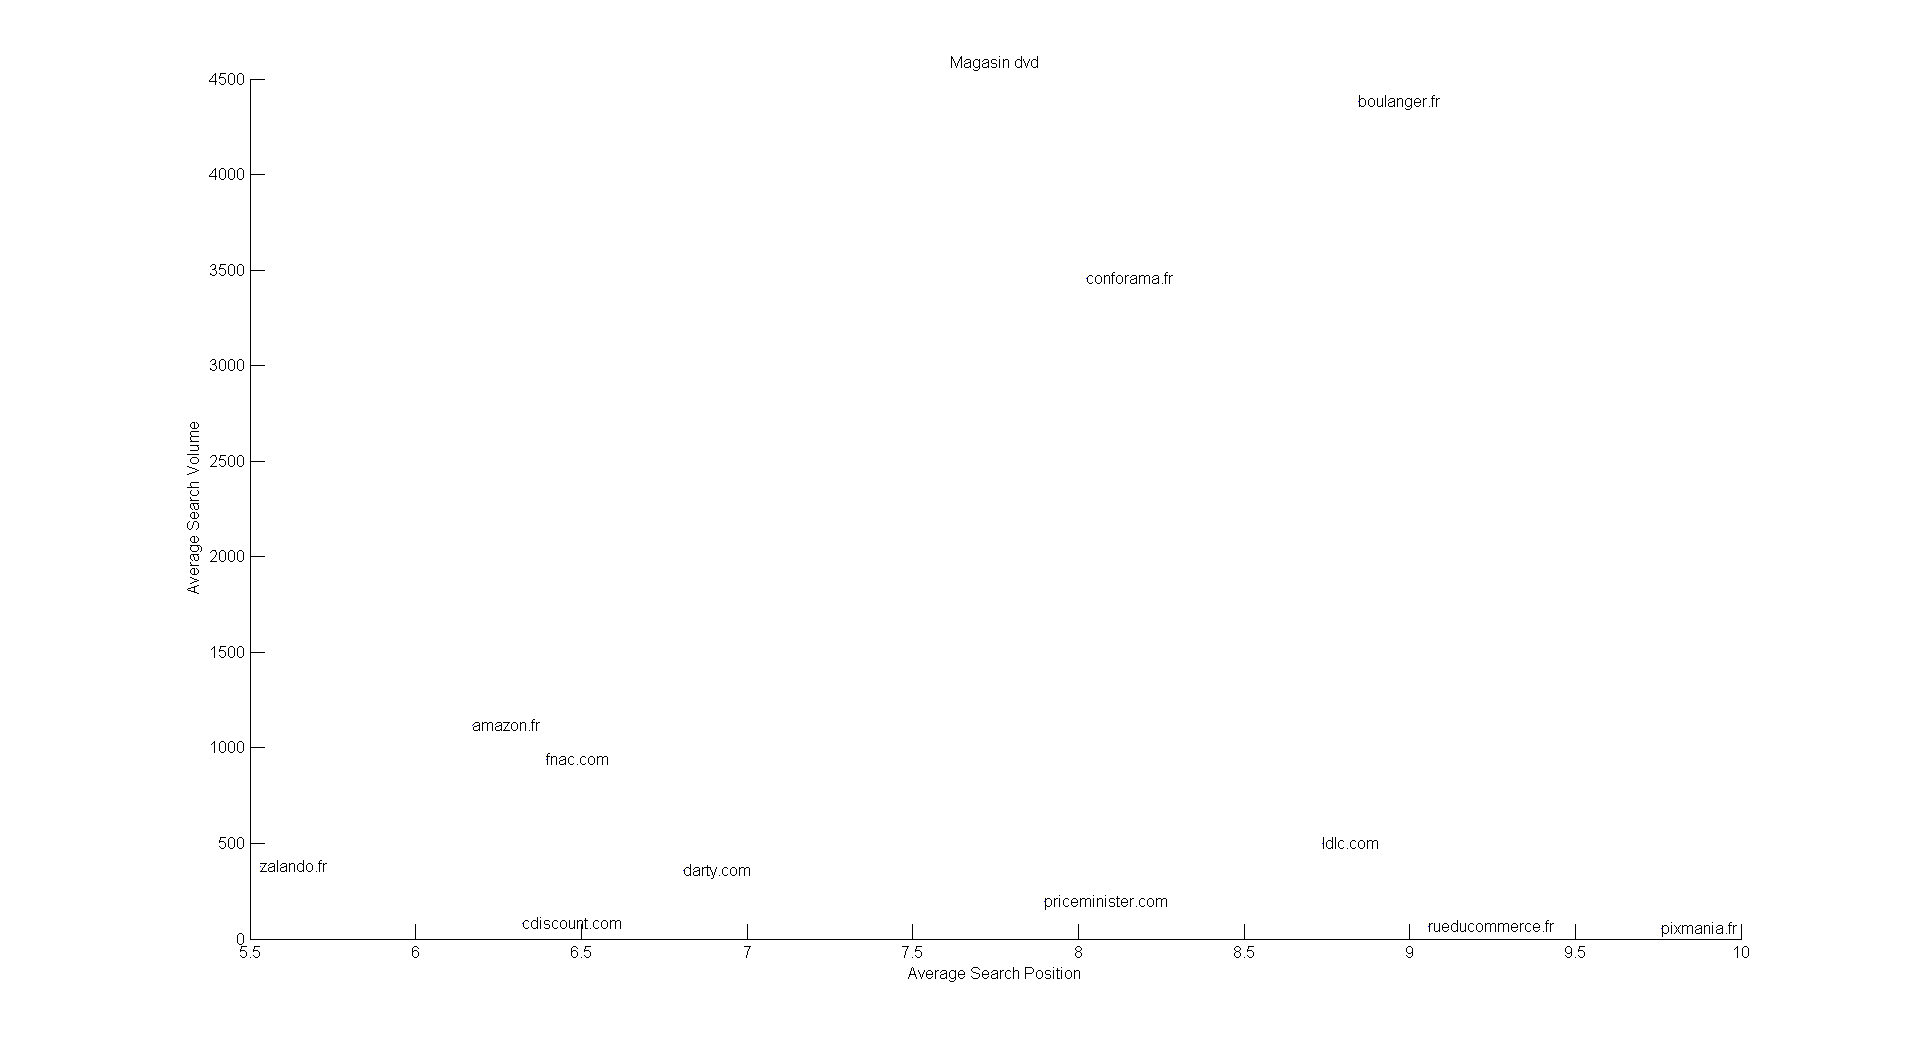 Magasin dvd
4500
boulanger.fr
4000
3500
conforama.fr
3000
2500
Average Search Volume
2000
1500
amazon.fr
1000
fnac.com
500
ldlc.com
zalando.fr
darty.com
priceminister.com
cdiscount.com
rueducommerce.fr
pixmania.fr
0
5.5 6 6.5 7 7.5 8 8.5 9 9.5 10
Average Search Position